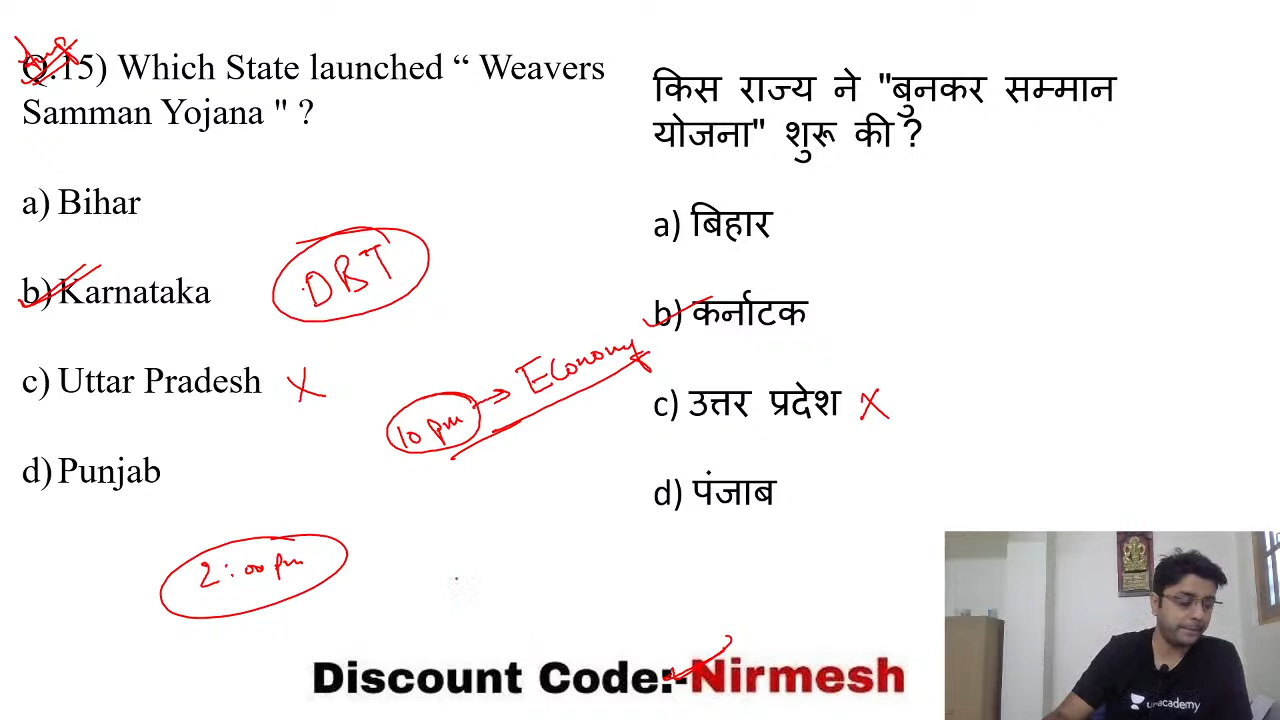 Q.15) Which State launched “ Weavers
Samman Yojana " ?
a) Bihar
b) Karnataka
c) Uttar Pradesh X
d) Punjab
DBT
10 pm → Economy
2:00 pm
किस राज्य ने "बुनकर सम्मान
योजना" शुरू की ?
a) बिहार
b) कर्नाटक
c) उत्तर प्रदेश X
d) पंजाब
Discount Code:-Nirmesh
unacademy